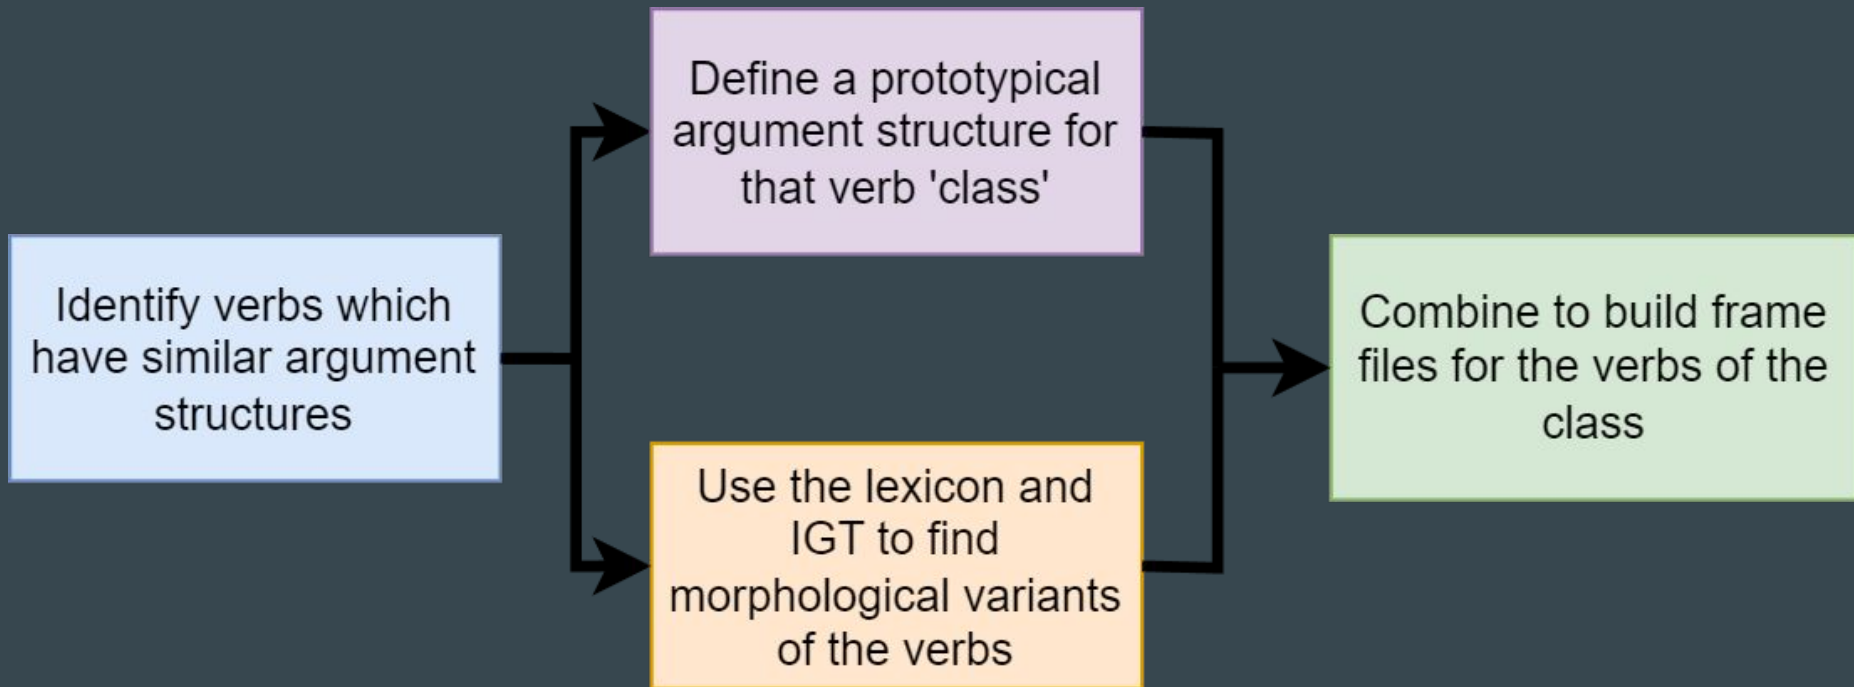 Identify verbs which
have similar argument
structures
Define a prototypical
argument structure for
that verb 'class'
Use the lexicon and
IGT to find
morphological variants
of the verbs
Combine to build frame
files for the verbs of the
class